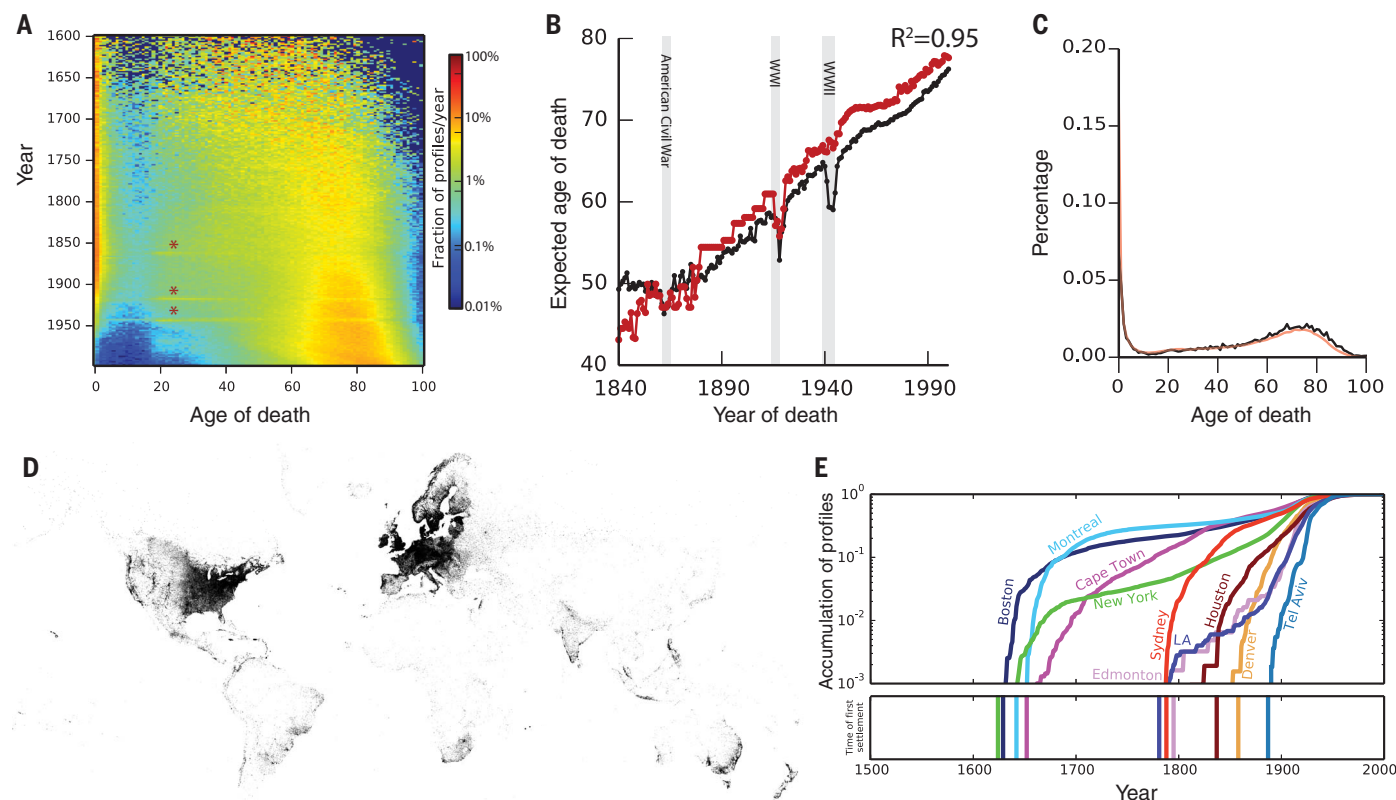 A
Year
1600
1650
1700
1750
1800
1850
1900
1950
*
*
*
0
20
40
60
80
100
Age of death
Fraction of profiles/year
100%
10%
1%
0.1%
0.01%
B
Expected age of death
80
70
60
50
40
American Civil War
WWI
WWII
R²=0.95
1840
1890
1940
1990
Year of death
C
Percentage
0.20
0.15
0.10
0.05
0.00
0
20
40
60
80
100
Age of death
D
E
Accumulation of profiles
10⁰
10⁻¹
10⁻²
10⁻³
Boston
Montreal
Cape Town
New York
Sydney
LA
Edmonton
Houston
Denver
Tel Aviv
Time of first
settlement
1500
1600
1700
1800
1900
2000
Year